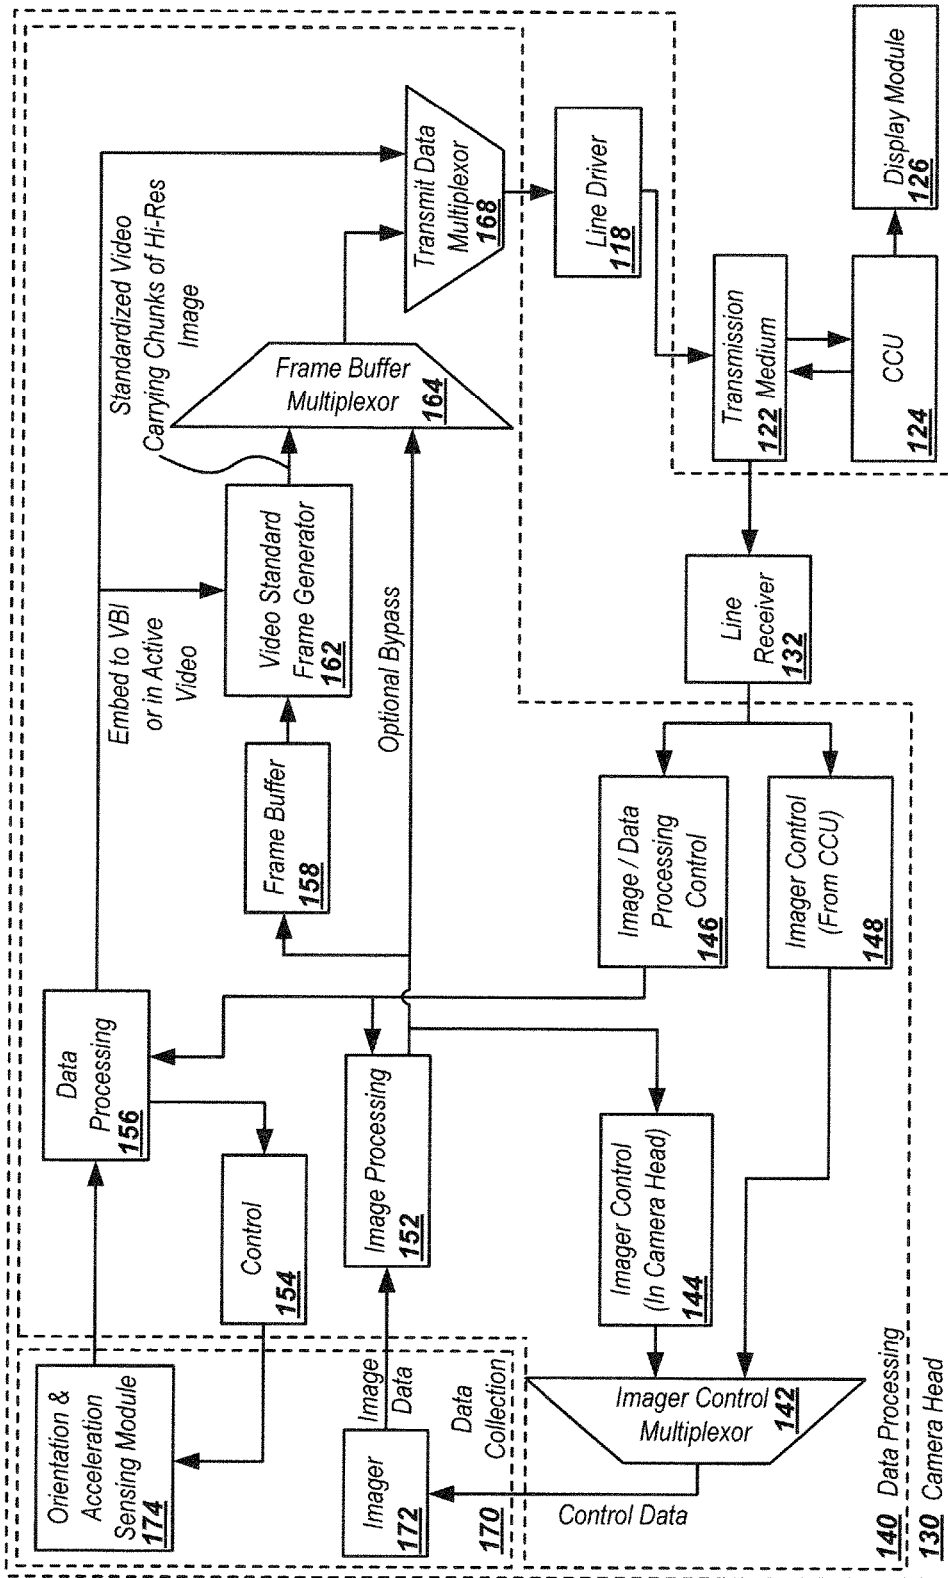 Orientation &
Acceleration
Sensing Module
174
Data
Processing
156
Control
154
Embed to VBI
or in Active
Video
Standardized Video
Carrying Chunks of Hi-Res
Image
Imager
172
Image
Data
Data
Collection
170
Image Processing
152
Frame Buffer
158
Video Standard
Frame Generator
162
Optional Bypass
Frame Buffer
Multiplexor
164
Transmit Data
Multiplexor
168
Line Driver
118
Control Data
Imager Control
Multiplexor
142
Imager Control
(In Camera Head)
144
Image / Data
Processing
Control
146
Imager Control
(From CCU)
148
Line
Receiver
132
Transmission
122 Medium
CCU
124
Display Module
126
140 Data Processing
130 Camera Head